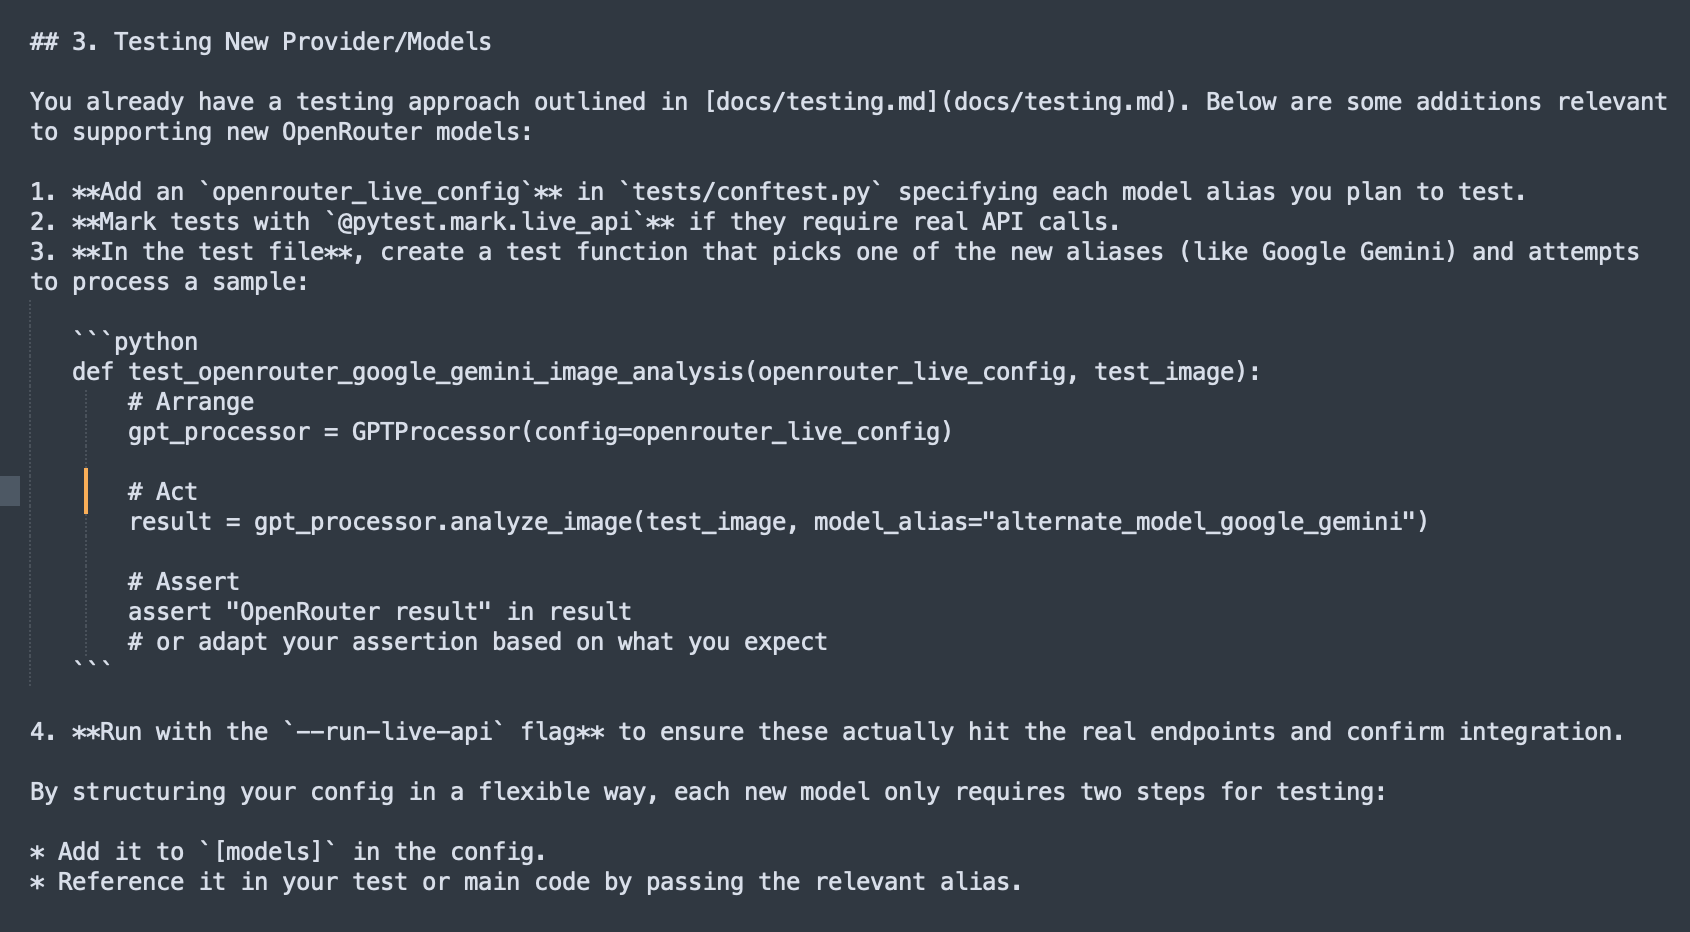 ## 3. Testing New Provider/Models
You already have a testing approach outlined in [docs/testing.md](docs/testing.md). Below are some additions relevant
to supporting new OpenRouter models:
1. **Add an `openrouter_live_config`** in `tests/conftest.py` specifying each model alias you plan to test.
2. **Mark tests with `@pytest.mark.live_api`** if they require real API calls.
3. **In the test file**, create a test function that picks one of the new aliases (like Google Gemini) and attempts
to process a sample:
   ```python
   def test_openrouter_google_gemini_image_analysis(openrouter_live_config, test_image):
       # Arrange
       gpt_processor = GPTProcessor(config=openrouter_live_config)
       # Act
       result = gpt_processor.analyze_image(test_image, model_alias="alternate_model_google_gemini")
       # Assert
       assert "OpenRouter result" in result
       # or adapt your assertion based on what you expect
   ```
4. **Run with the `--run-live-api` flag** to ensure these actually hit the real endpoints and confirm integration.
By structuring your config in a flexible way, each new model only requires two steps for testing:
* Add it to `[models]` in the config.
* Reference it in your test or main code by passing the relevant alias.